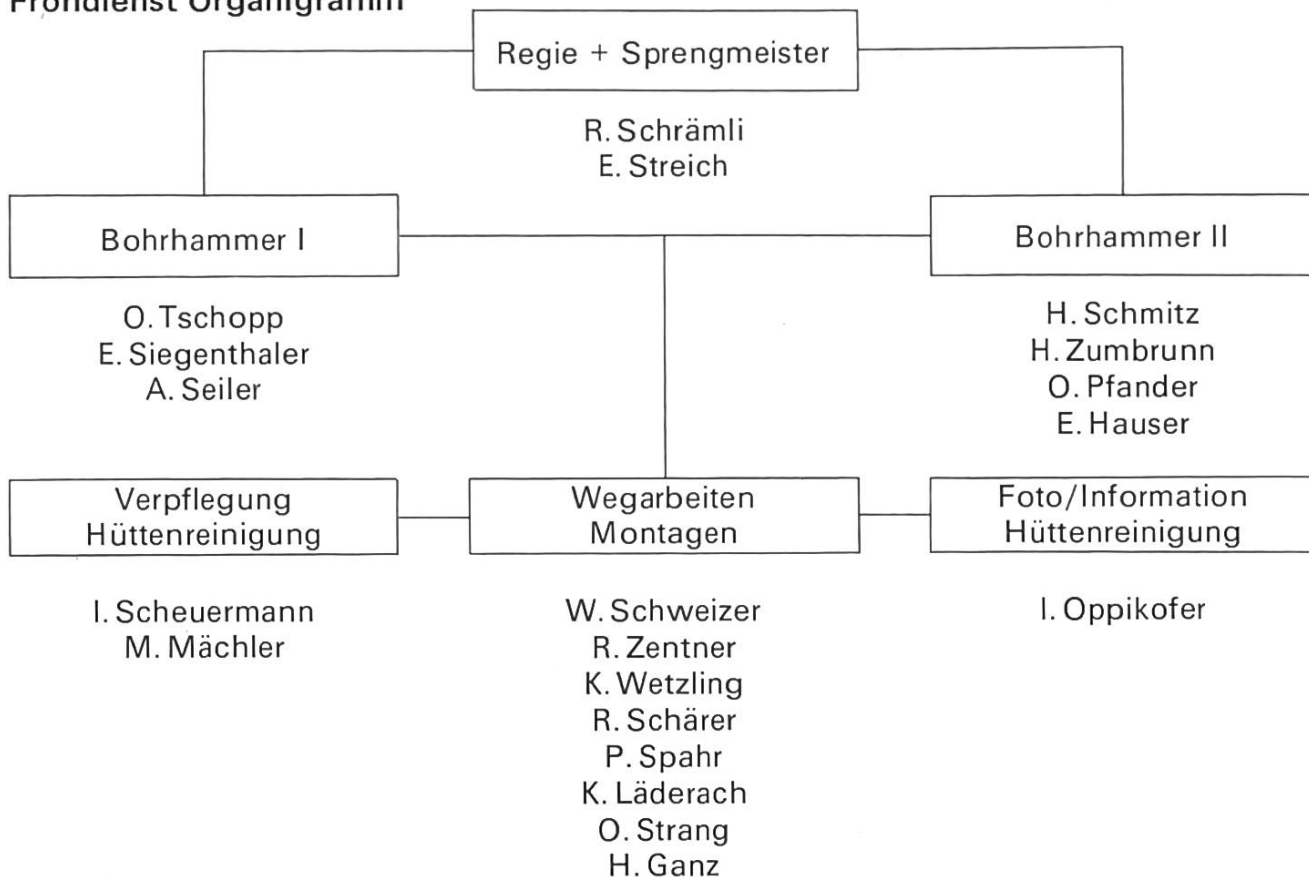 Frondienst Organigramm
Regie + Sprengmeister
R. Schrämli
E. Streich
Bohrhammer I
O. Tschopp
E. Siegenthaler
A. Seiler
Bohrhammer II
H. Schmitz
H. Zumbrunn
O. Pfander
E. Hauser
Verpflegung
Hüttenreinigung
I. Scheuermann
M. Mächler
Wegarbeiten
Montagen
W. Schweizer
R. Zentner
K. Wetzling
R. Schärer
P. Spahr
K. Läderach
O. Strang
H. Ganz
Foto/Information
Hüttenreinigung
I. Oppikofer